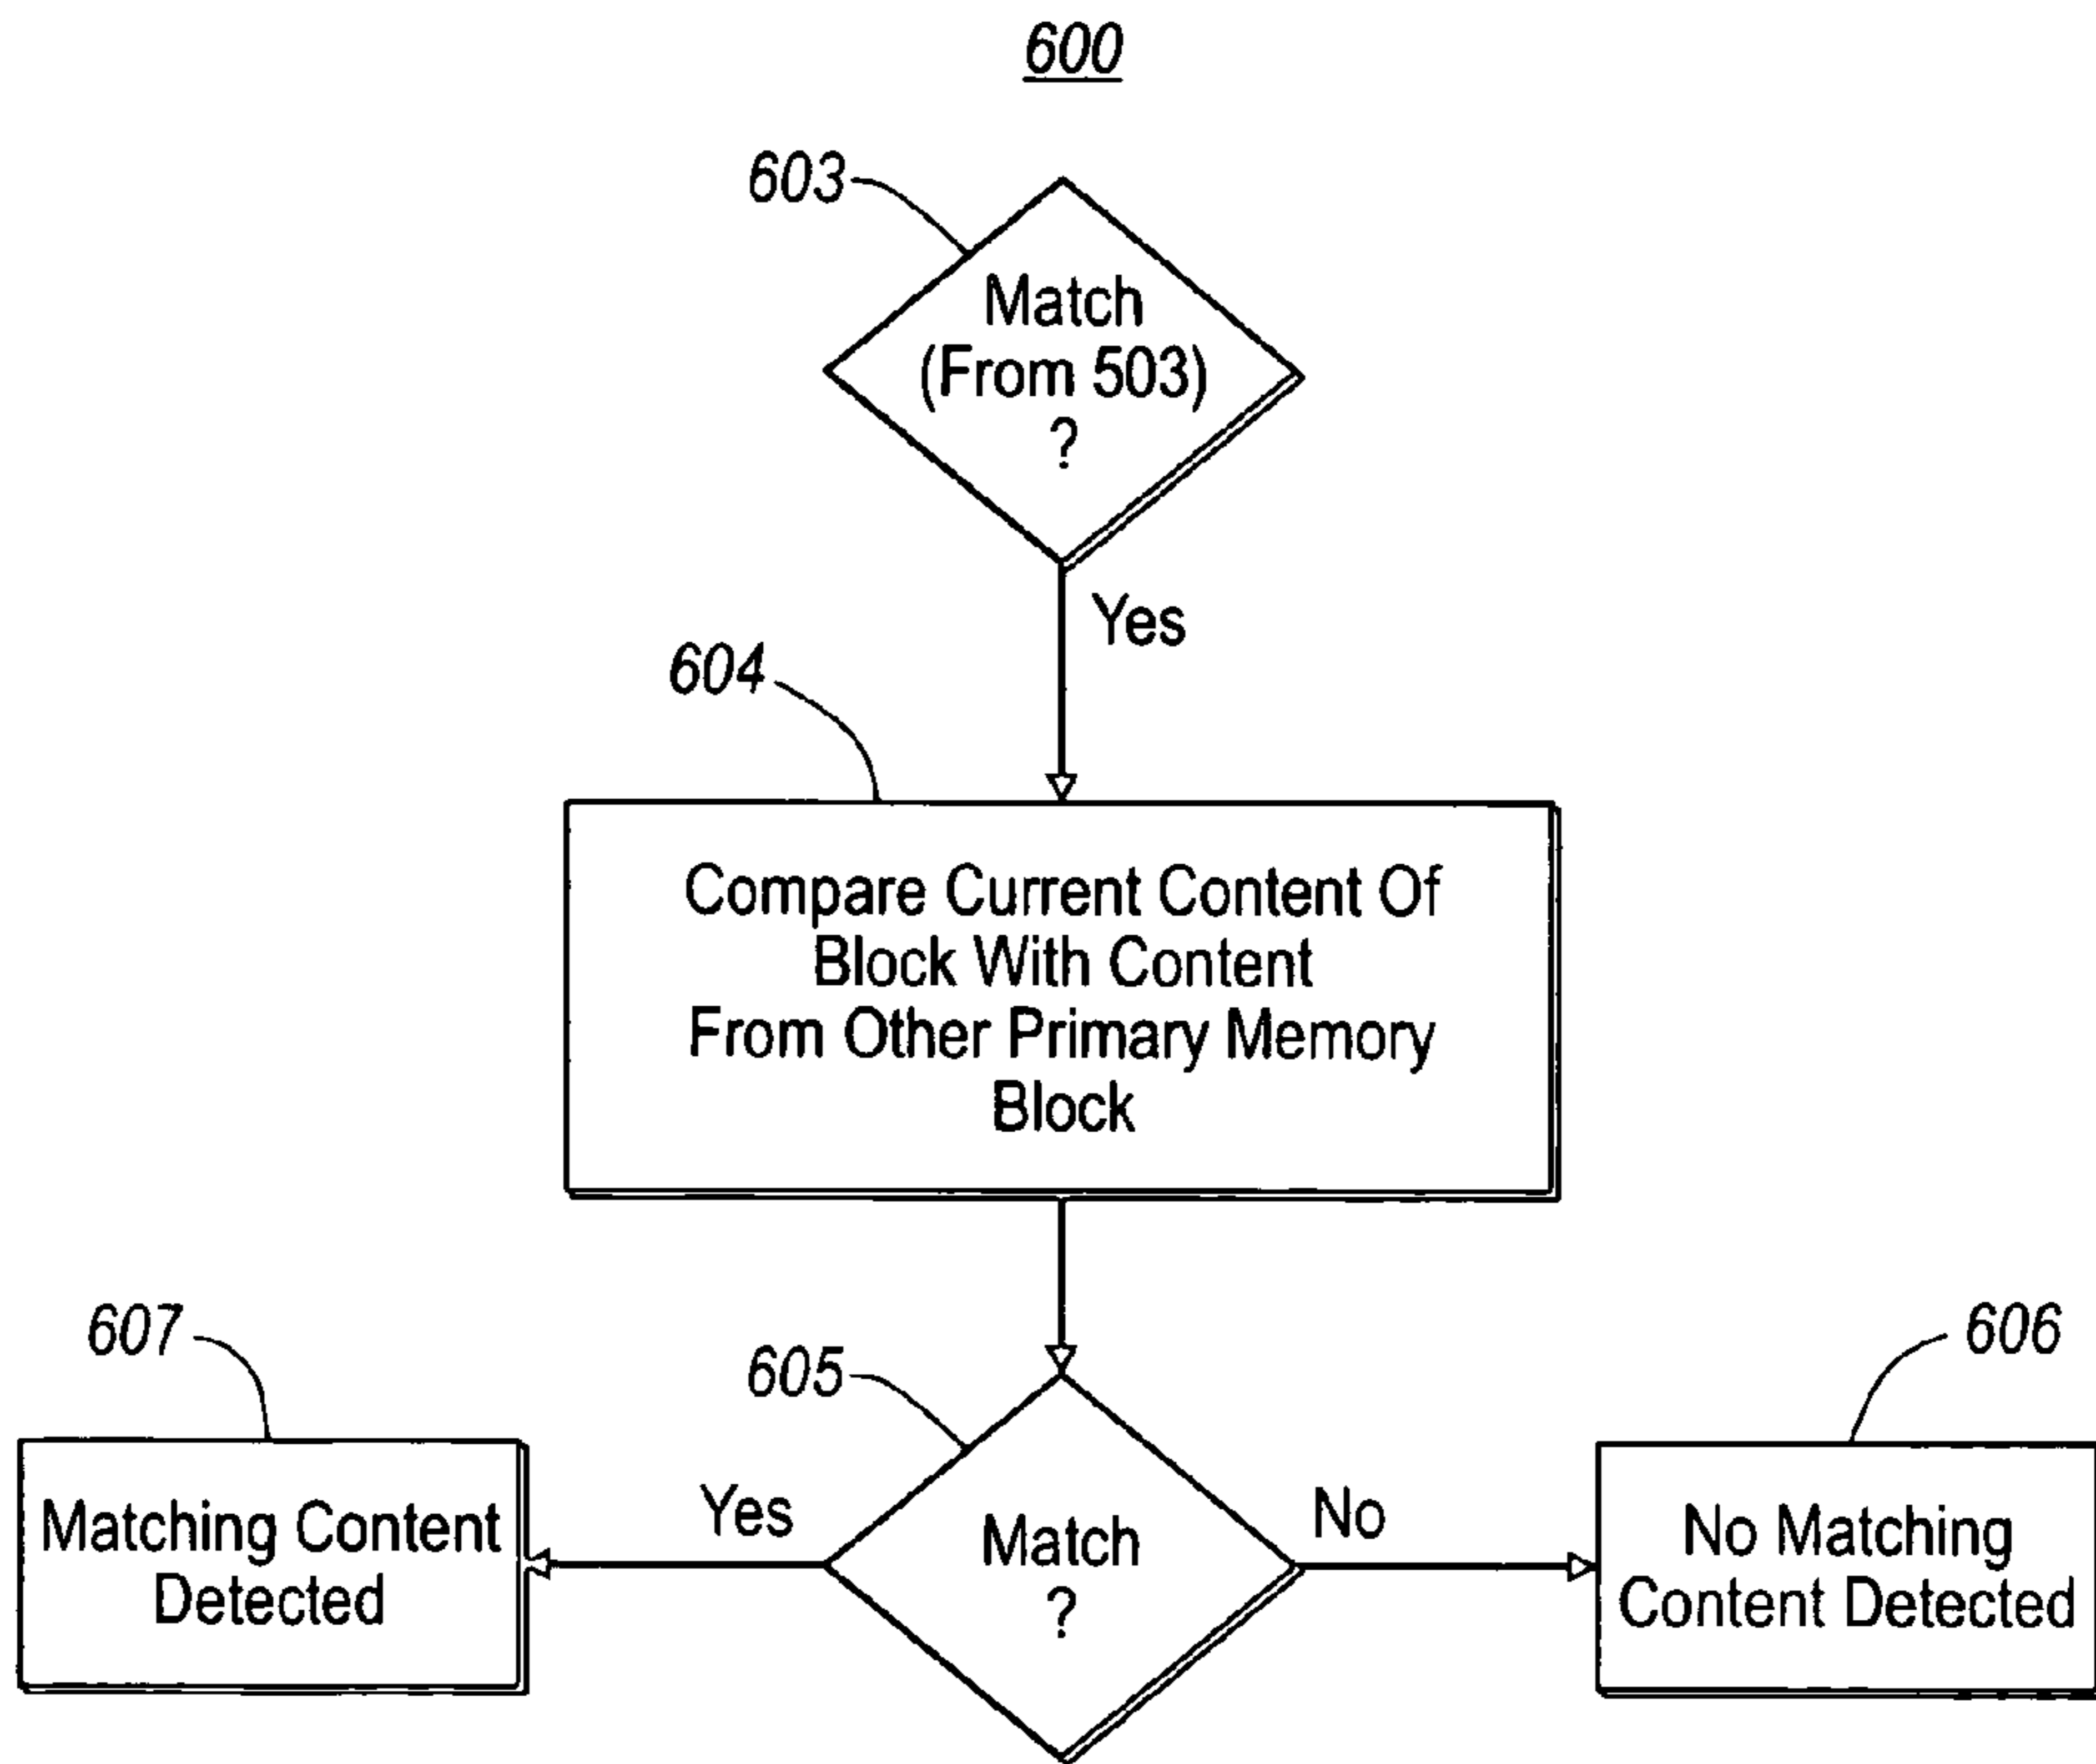 600
603
Match
(From 503)
?
Yes
604
Compare Current Content Of
Block With Content
From Other Primary Memory
Block
607
605
606
Yes
No
Matching Content
Detected
Match
?
No Matching
Content Detected